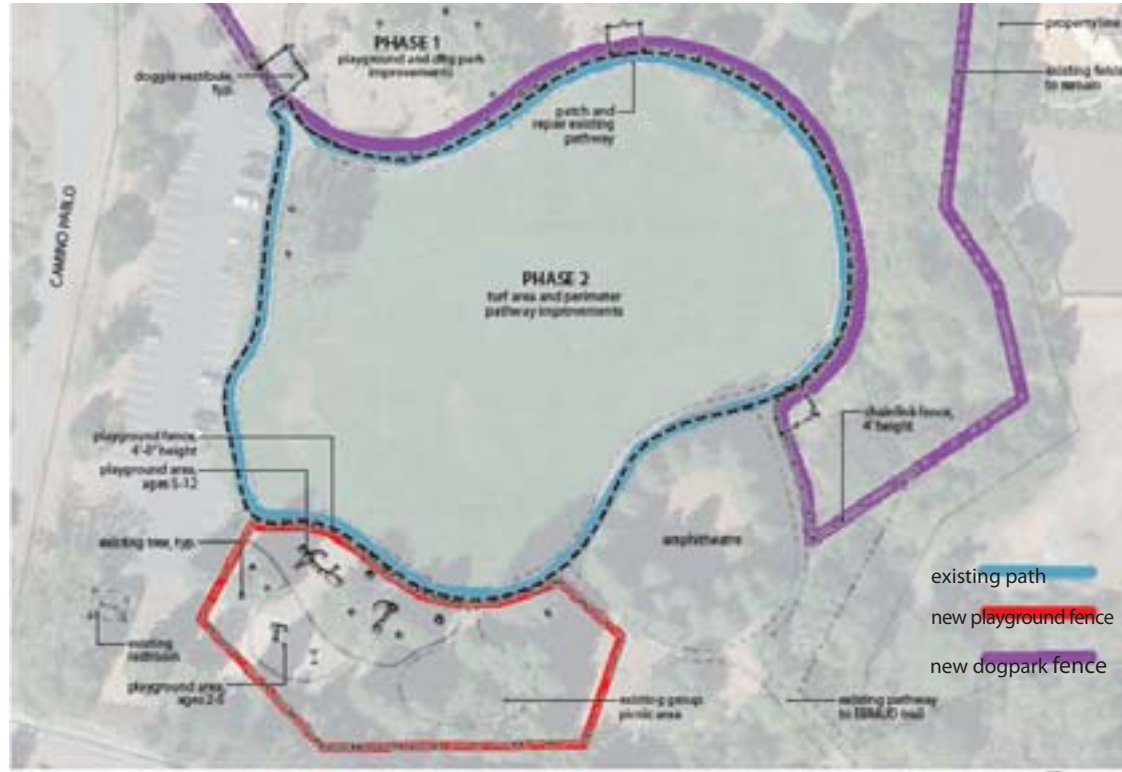 PHASE 1
playground and dog park
improvements
doggie vestibule,
typ.
property line
existing fence
to remain
patch and
repair existing
pathway
CAMINO PABLO
PHASE 2
turf area and perimeter
pathway improvements
playground fence,
4'-0" height
playground area,
ages 5-12
chainlink fence,
4' height
existing tree, typ.
amphitheatre
existing path
new playground fence
new dogpark fence
existing
restroom
playground area,
ages 2-5
existing group
picnic area
existing pathway
to EBMUD trail